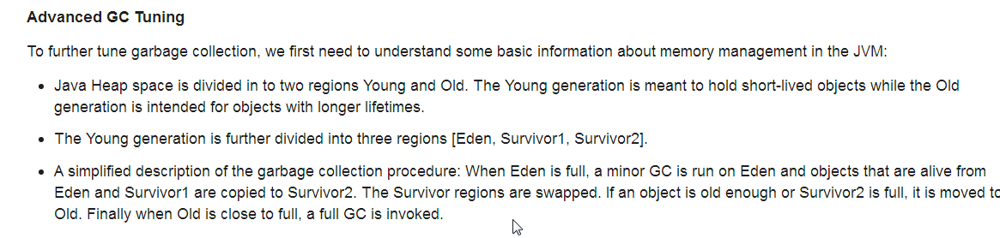 Advanced GC Tuning
To further tune garbage collection, we first need to understand some basic information about memory management in the JVM:
• Java Heap space is divided in to two regions Young and Old. The Young generation is meant to hold short-lived objects while the Old
generation is intended for objects with longer lifetimes.
• The Young generation is further divided into three regions [Eden, Survivor1, Survivor2].
• A simplified description of the garbage collection procedure: When Eden is full, a minor GC is run on Eden and objects that are alive from
Eden and Survivor1 are copied to Survivor2. The Survivor regions are swapped. If an object is old enough or Survivor2 is full, it is moved to
Old. Finally when Old is close to full, a full GC is invoked.